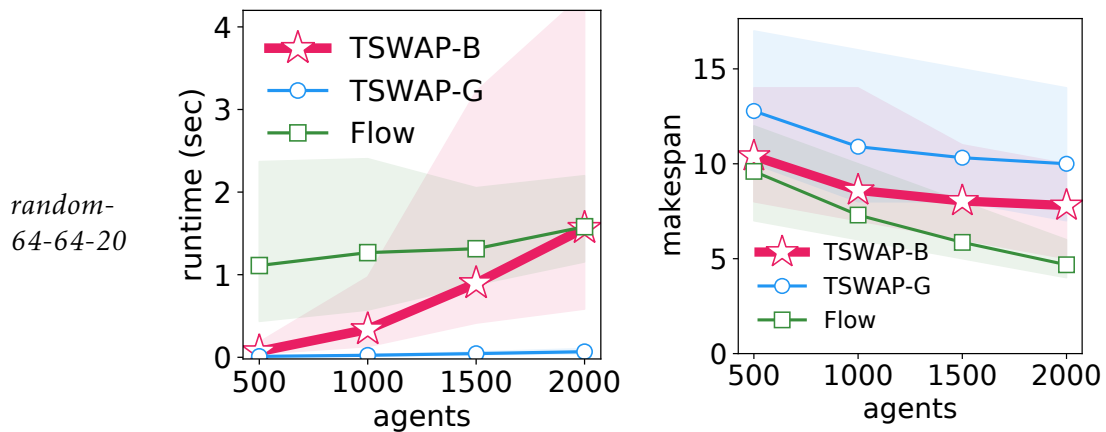 random-
64-64-20
runtime (sec)
4
3
2
1
0
TSWAP-B
TSWAP-G
Flow
500 1000 1500 2000
agents
makespan
15
10
5
0
TSWAP-B
TSWAP-G
Flow
500 1000 1500 2000
agents